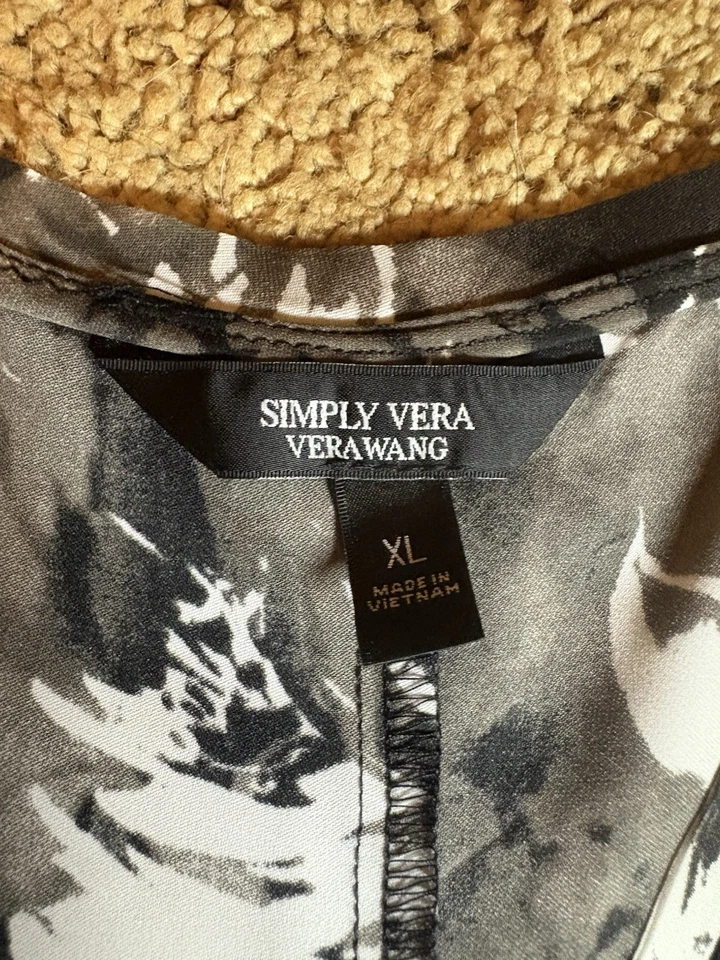 SIMPLY VERA
VERAWANG
XL
MADE IN
VIETNAM